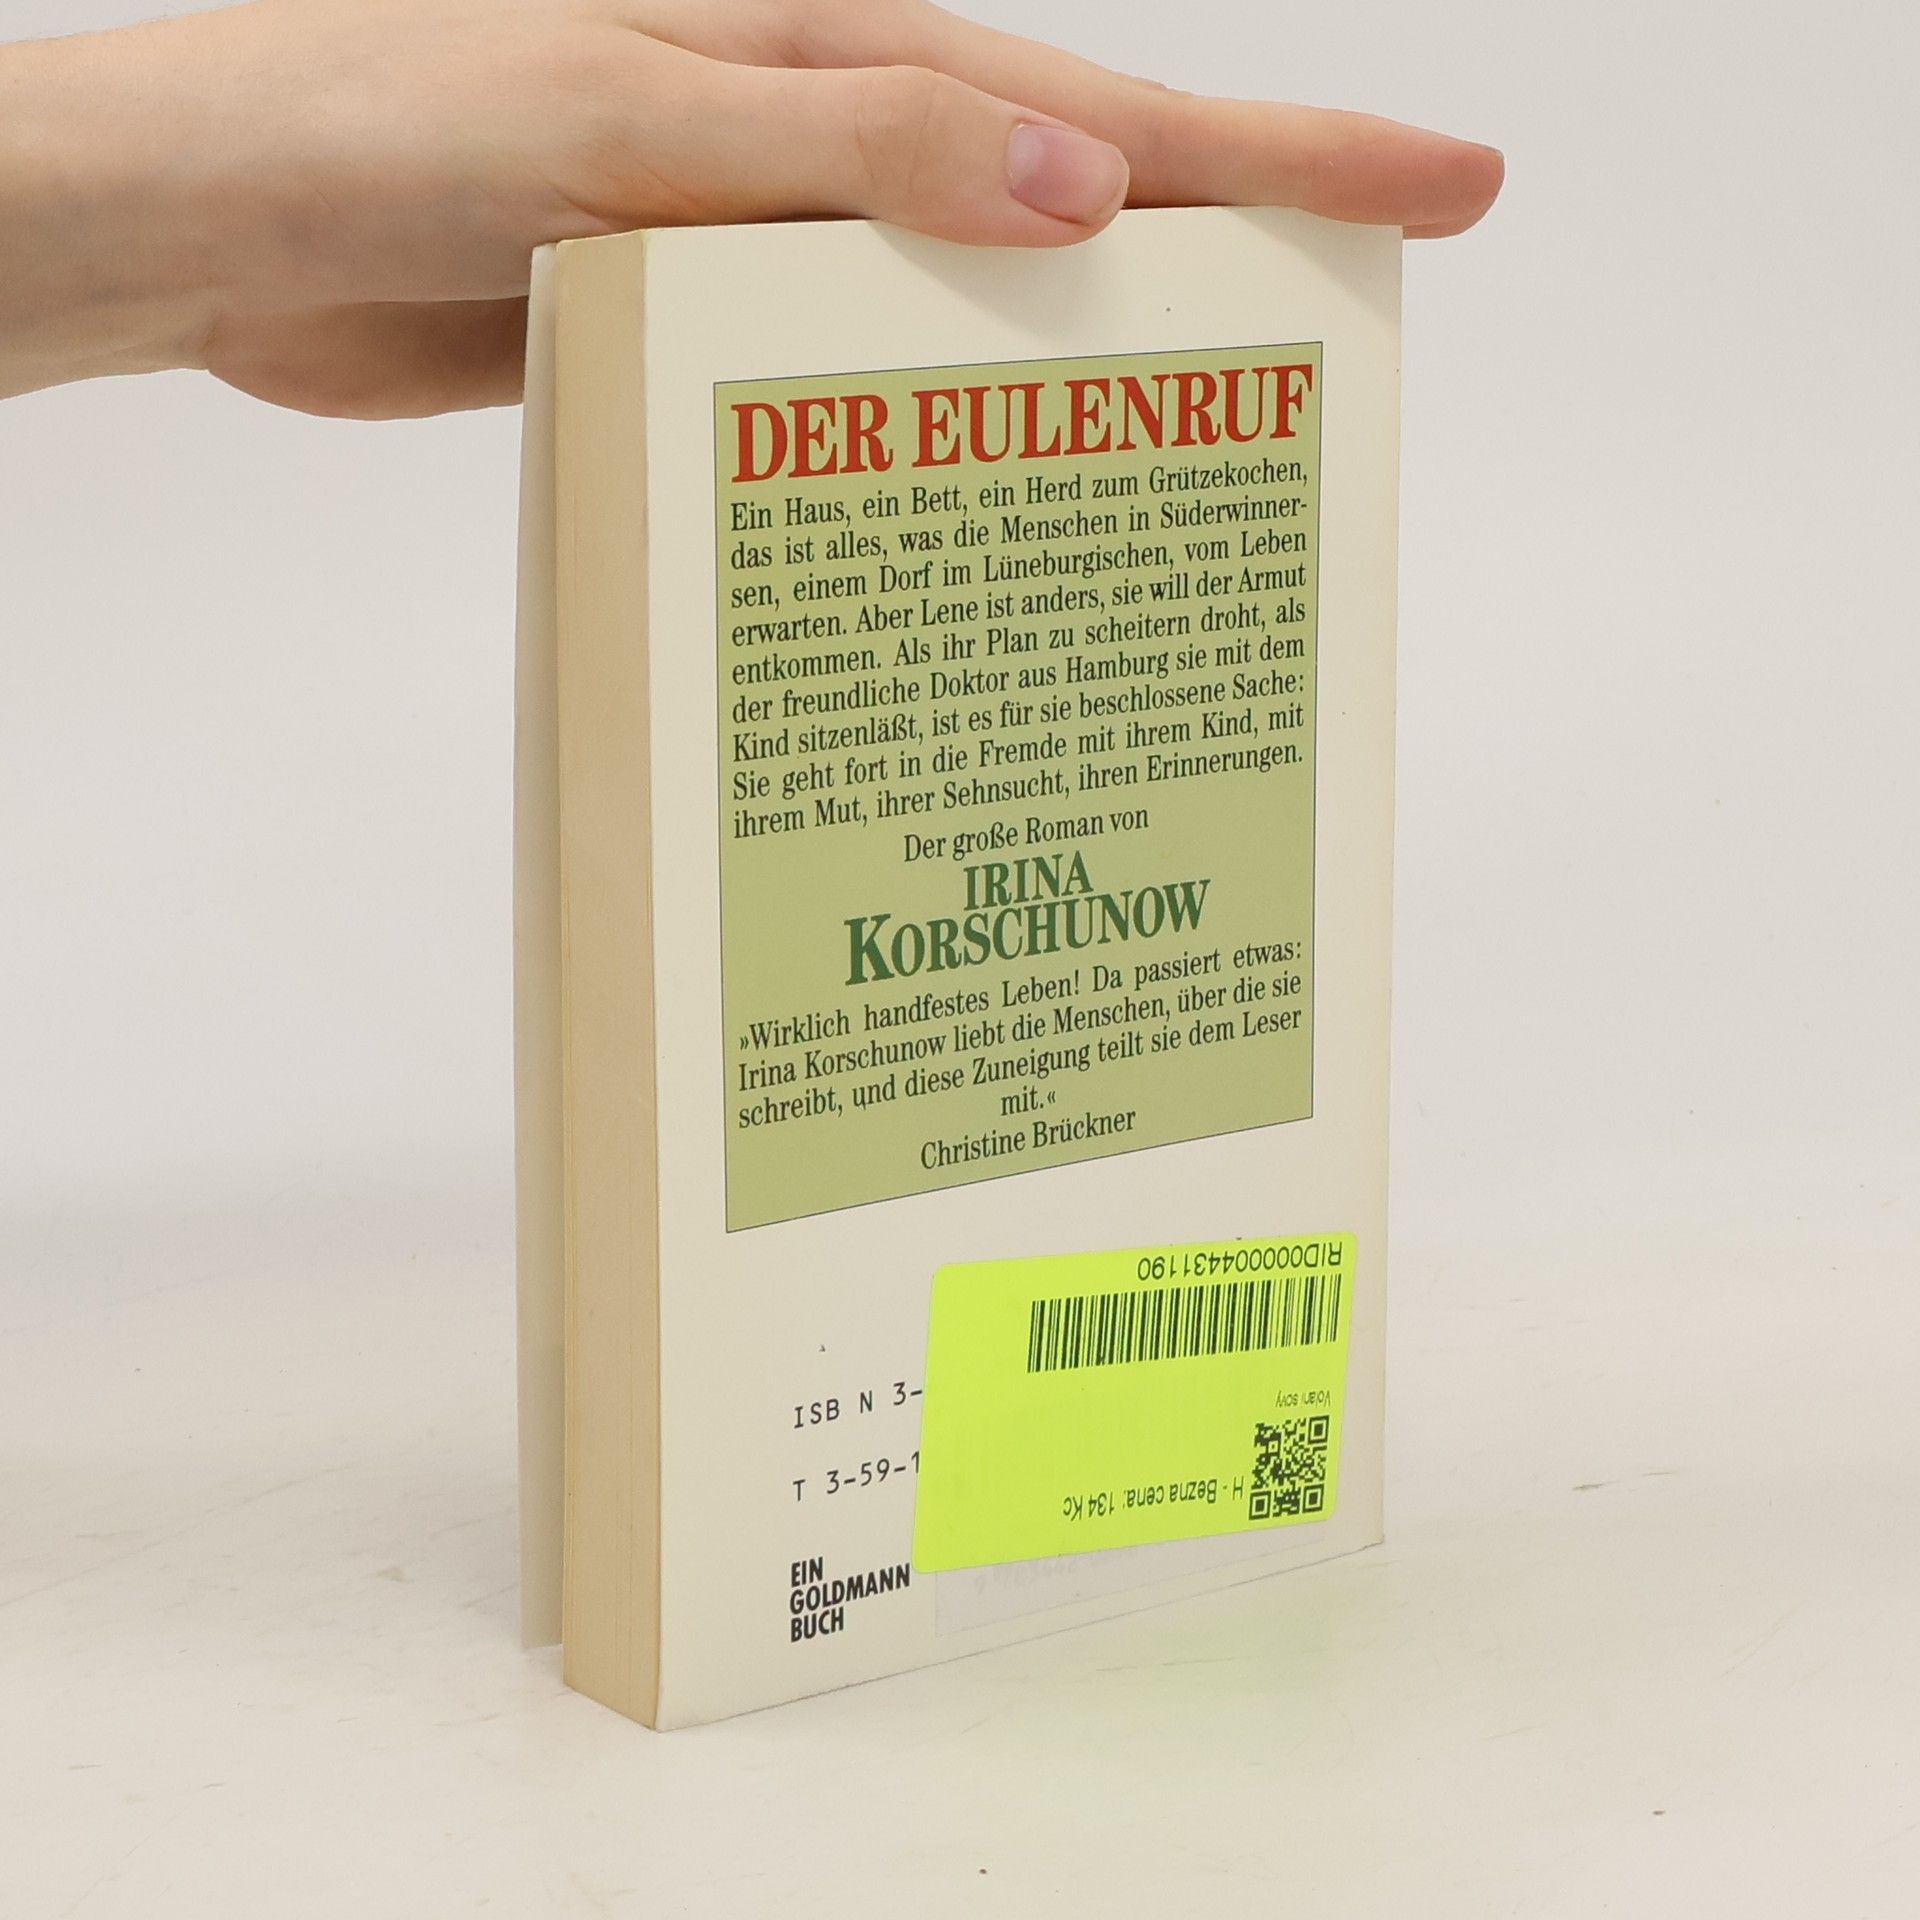 DER EULENRUF
Ein Haus, ein Bett, ein Herd zum Grützekochen,
das ist alles, was die Menschen in Süderwinner-
sen, einem Dorf im Lüneburgischen, vom Leben
erwarten. Aber Lene ist anders, sie will der Armut
entkommen. Als ihr Plan zu scheitern droht, als
der freundliche Doktor aus Hamburg sie mit dem
Kind sitzenläßt, ist es für sie beschlossene Sache:
Sie geht fort in die Fremde mit ihrem Kind, mit
ihrem Mut, ihrer Sehnsucht, ihren Erinnerungen.
Der große Roman von
IRINA
KORSCHUNOW
»Wirklich handfestes Leben! Da passiert etwas:
Irina Korschunow liebt die Menschen, über die sie
schreibt, und diese Zuneigung teilt sie dem Leser
mit.«
Christine Brückner
ISB N 3-
T 3-59-1
EIN
GOLDMANN
BUCH
H - Bezna cena: 134 Kc
Volani sovy
RID0000004431190